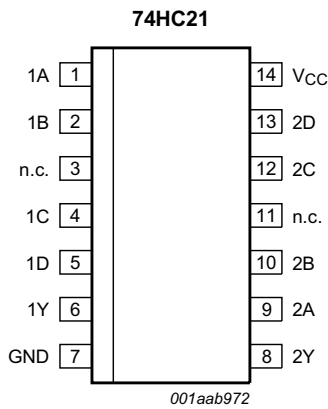 74HC21
1A 1 14 VCC
1B 2 13 2D
n.c. 3 12 2C
1C 4 11 n.c.
1D 5 10 2B
1Y 6 9 2A
GND 7 8 2Y
001aab972